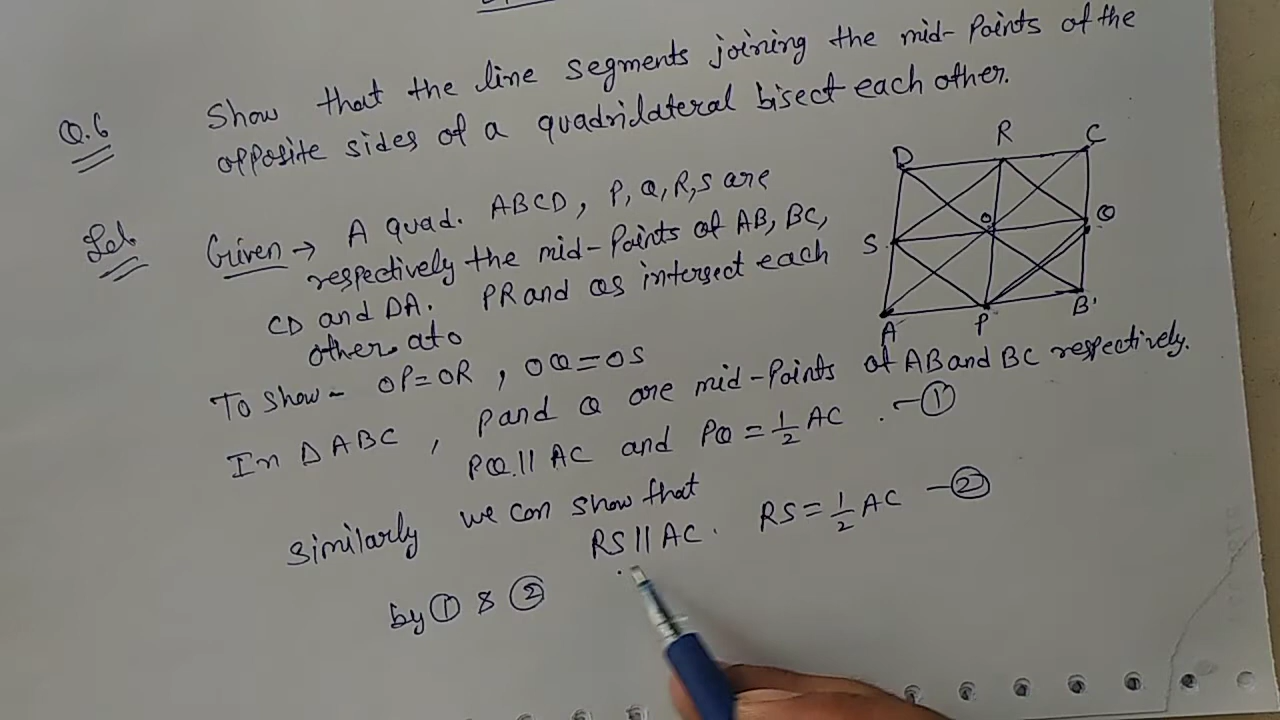 Q.6 Show that the line segments joining the mid-Points of the
opposite sides of a quadrilateral bisect each other.
Sol. Given → A quad. ABCD, P, Q, R, S are
respectively the mid-Points of AB, BC,
CD and DA. PR and QS intersect each
other at O
To show - OP=OR, OQ=OS
In Δ ABC, P and Q are mid-Points of AB and BC respectively.
PQ || AC and PQ = 1/2 AC. - ①
Similarly we can show that
RS || AC. RS = 1/2 AC - ②
by ① & ②
D R C
S O Q
A P B